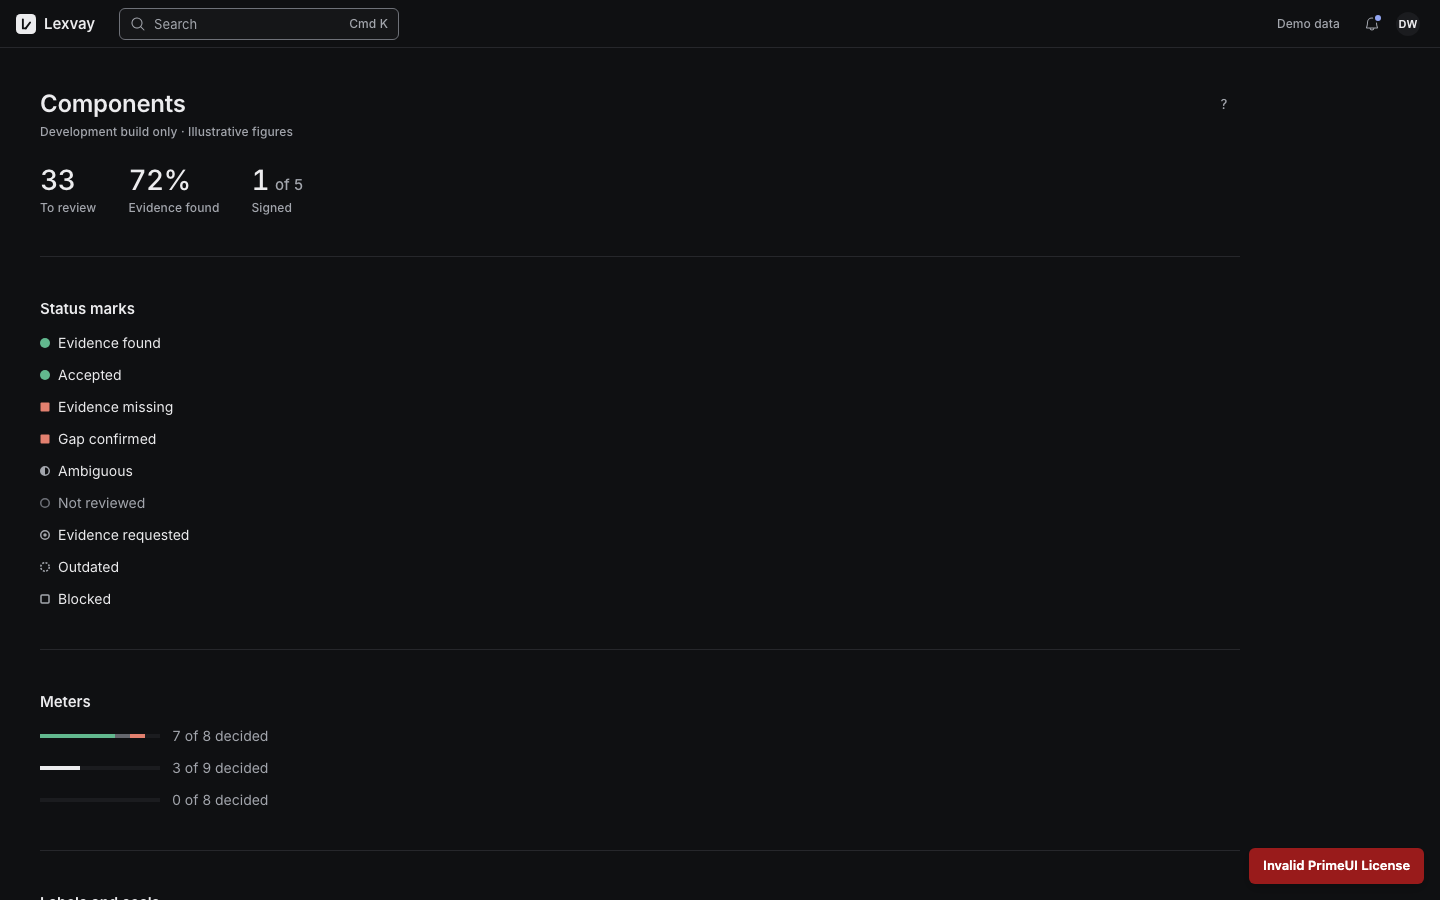 Lexvay
Search
Cmd K
Demo data
DW
Components
?
Development build only · Illustrative figures
33
72%
1 of 5
To review
Evidence found
Signed
Status marks
Evidence found
Accepted
Evidence missing
Gap confirmed
Ambiguous
Not reviewed
Evidence requested
Outdated
Blocked
Meters
7 of 8 decided
3 of 9 decided
0 of 8 decided
Invalid PrimeUI License